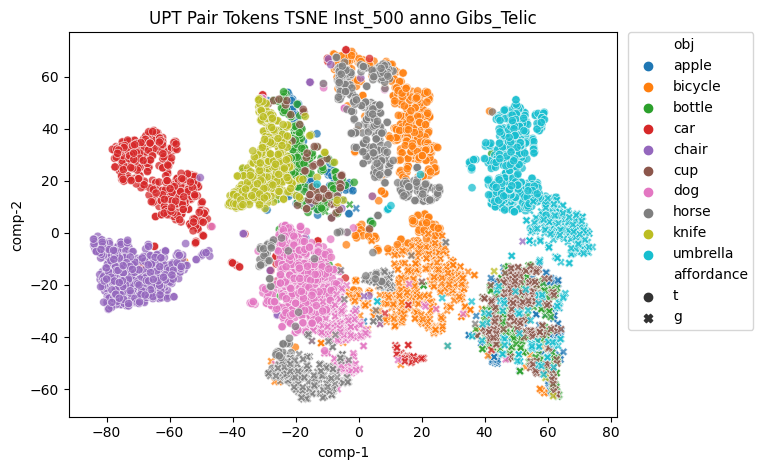 UPT Pair Tokens TSNE Inst_500 anno Gibs_Telic
comp-2
60
40
20
0
−20
−40
−60
−80
−60
−40
−20
0
20
40
60
80
comp-1
obj
apple
bicycle
bottle
car
chair
cup
dog
horse
knife
umbrella
affordance
t
g